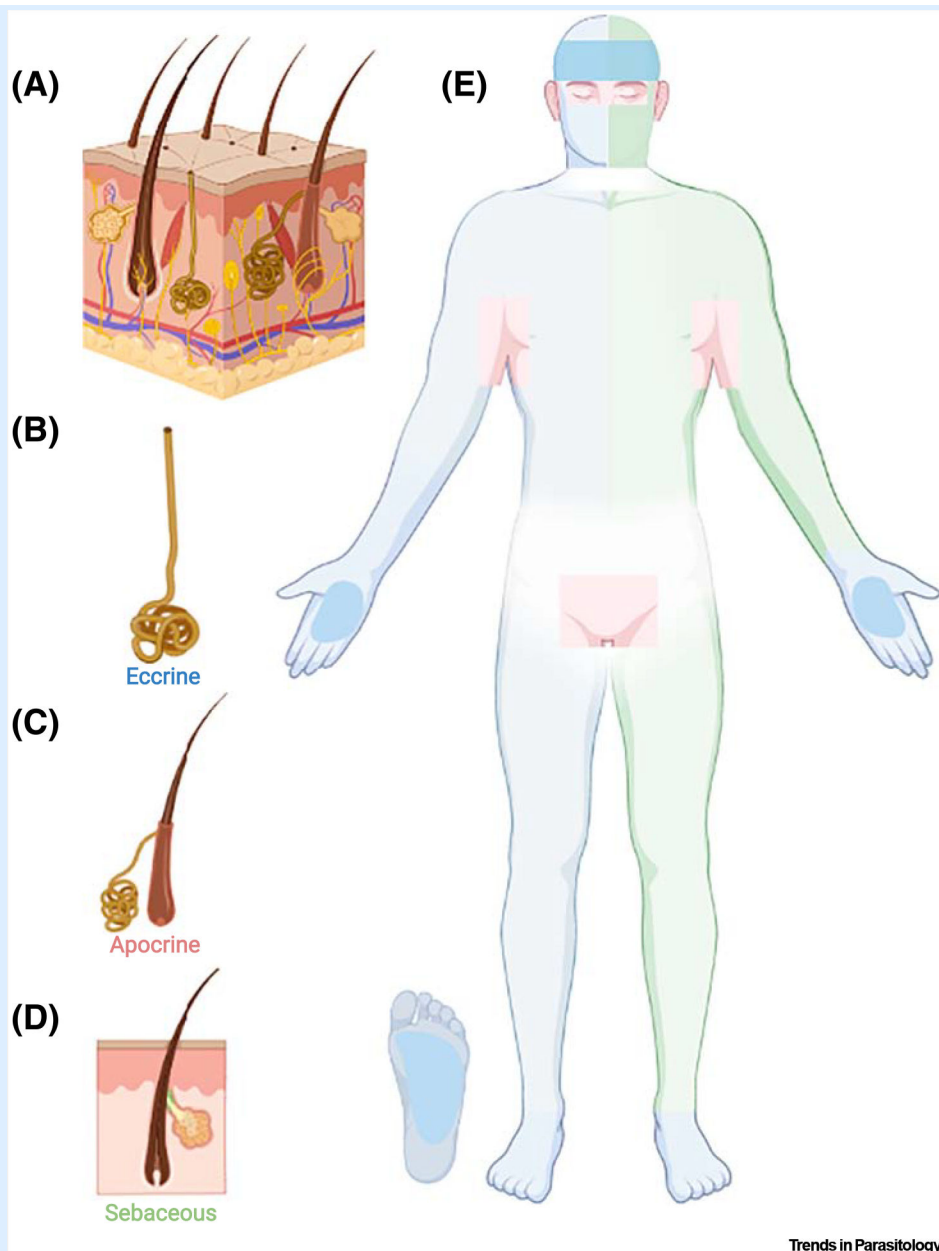 (A)
(E)
(B)
Eccrine
(C)
Apocrine
(D)
Sebaceous
Trends in Parasitology